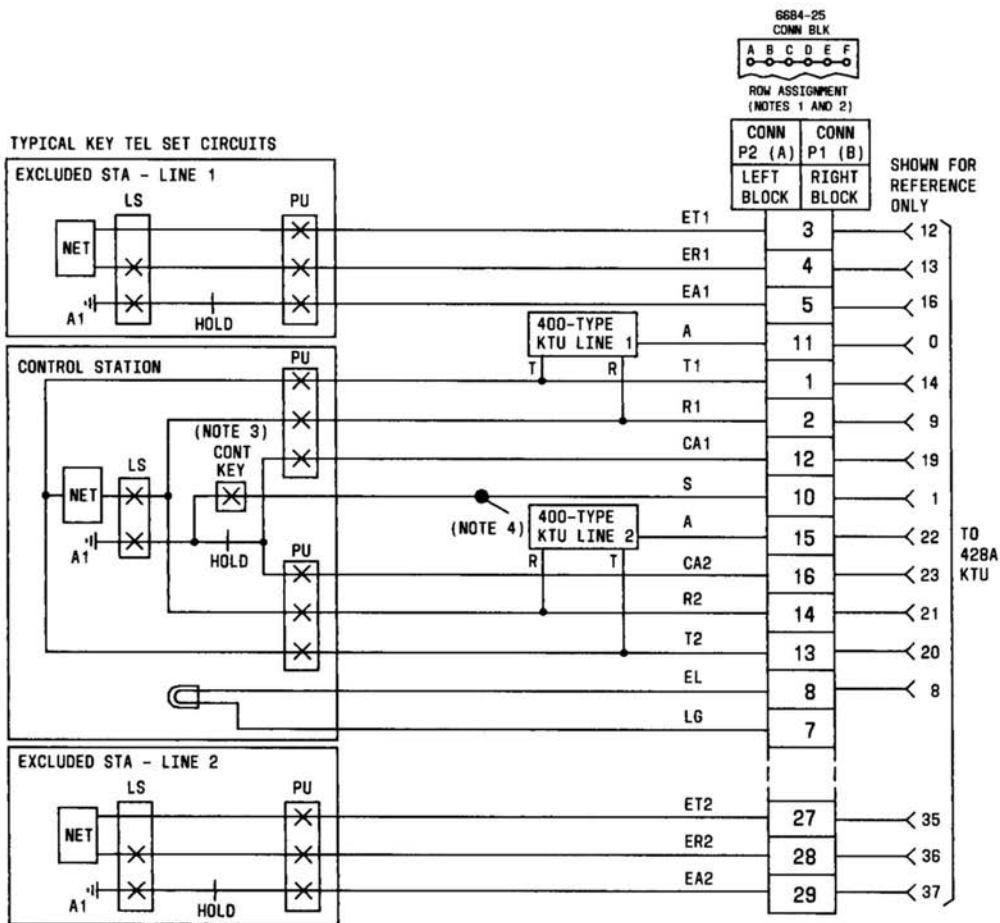 6684-25
CONN BLK
A B C D E F
ROW ASSIGNMENT
(NOTES 1 AND 2)
CONN P2 (A)
CONN P1 (B)
LEFT BLOCK
RIGHT BLOCK
SHOWN FOR REFERENCE ONLY
TYPICAL KEY TEL SET CIRCUITS
EXCLUDED STA - LINE 1
LS
PU
NET
A1
HOLD
ET1 3 12
ER1 4 13
EA1 5 16
CONTROL STATION
PU
(NOTE 3)
CONT KEY
LS
NET
A1
HOLD
PU
400-TYPE
KTU LINE 1
T R
A 11 0
T1 1 14
R1 2 9
CA1 12 19
S 10 1
(NOTE 4)
400-TYPE
KTU LINE 2
R T
A 15 22
CA2 16 23
R2 14 21
T2 13 20
EL 8 8
LG 7
TO
428A
KTU
EXCLUDED STA - LINE 2
LS
PU
NET
A1
HOLD
ET2 27 35
ER2 28 36
EA2 29 37